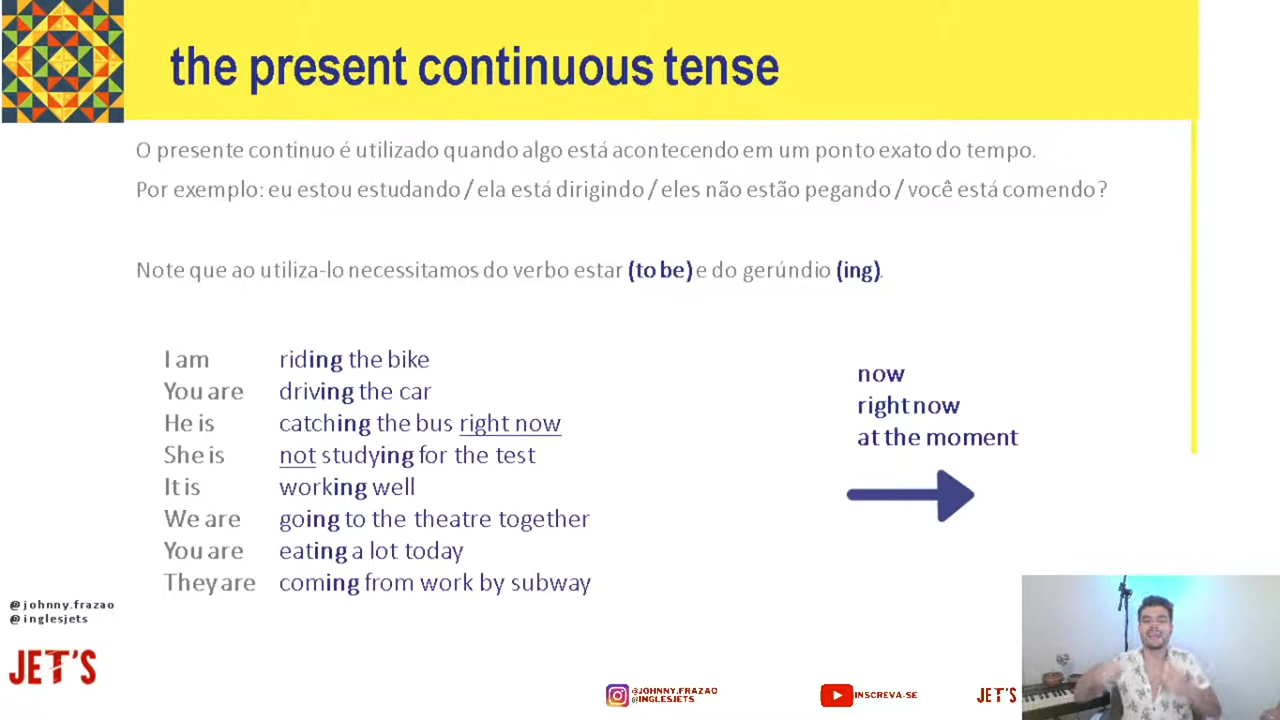 the present continuous tense
O presente continuo é utilizado quando algo está acontecendo em um ponto exato do tempo.
Por exemplo: eu estou estudando / ela está dirigindo / eles não estão pegando / você está comendo?
Note que ao utiliza-lo necessitamos do verbo estar (to be) e do gerúndio (ing).
I am riding the bike
You are driving the car
He is catching the bus right now
She is not studying for the test
It is working well
We are going to the theatre together
You are eating a lot today
They are coming from work by subway
now
right now
at the moment
@johnny.frazao
@inglesjets
JET'S
@JOHNNY.FRAZAO
@INGLESJETS
INSCREVA-SE
JET'S